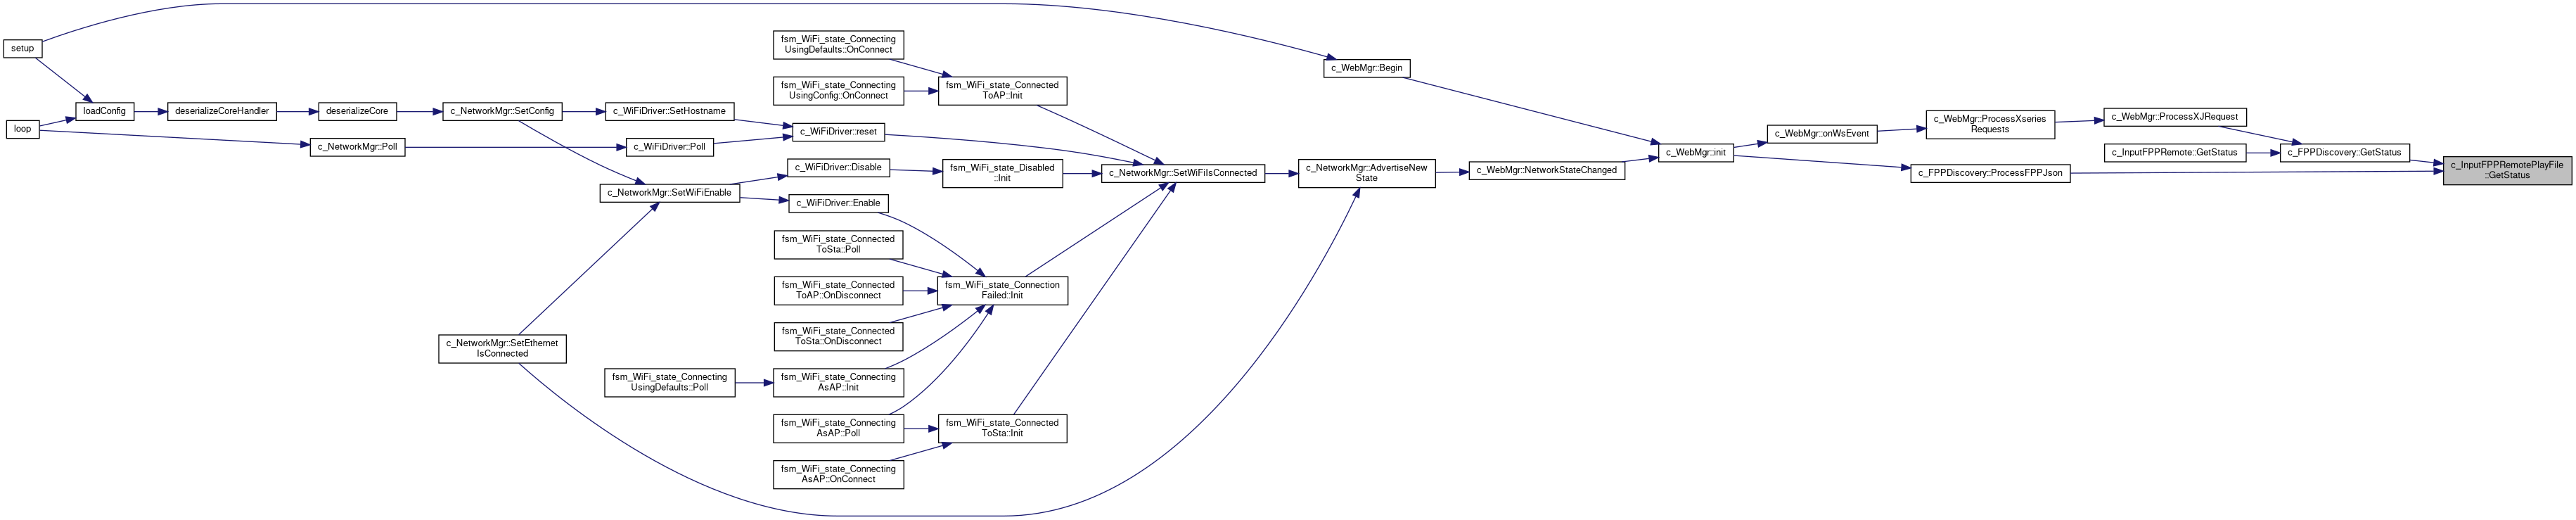 setup
loop
loadConfig
deserializeCoreHandler
c_NetworkMgr::Poll
deserializeCore
c_NetworkMgr::SetConfig
c_NetworkMgr::SetEthernet
IsConnected
c_WiFiDriver::SetHostname
c_WiFiDriver::Poll
c_NetworkMgr::SetWiFiEnable
fsm_WiFi_state_Connecting
UsingDefaults::Poll
fsm_WiFi_state_Connecting
UsingDefaults::OnConnect
fsm_WiFi_state_Connecting
UsingConfig::OnConnect
c_WiFiDriver::reset
c_WiFiDriver::Disable
c_WiFiDriver::Enable
fsm_WiFi_state_Connected
ToSta::Poll
fsm_WiFi_state_Connected
ToAP::OnDisconnect
fsm_WiFi_state_Connected
ToSta::OnDisconnect
fsm_WiFi_state_Connecting
AsAP::Init
fsm_WiFi_state_Connecting
AsAP::Poll
fsm_WiFi_state_Connecting
AsAP::OnConnect
fsm_WiFi_state_Connected
ToAP::Init
fsm_WiFi_state_Disabled
::Init
fsm_WiFi_state_Connection
Failed::Init
fsm_WiFi_state_Connected
ToSta::Init
c_NetworkMgr::SetWiFiIsConnected
c_WebMgr::Begin
c_NetworkMgr::AdvertiseNew
State
c_WebMgr::NetworkStateChanged
c_WebMgr::init
c_WebMgr::onWsEvent
c_WebMgr::ProcessXseries
Requests
c_FPPDiscovery::ProcessFPPJson
c_WebMgr::ProcessXJRequest
c_InputFPPRemote::GetStatus
c_FPPDiscovery::GetStatus
c_InputFPPRemotePlayFile
::GetStatus